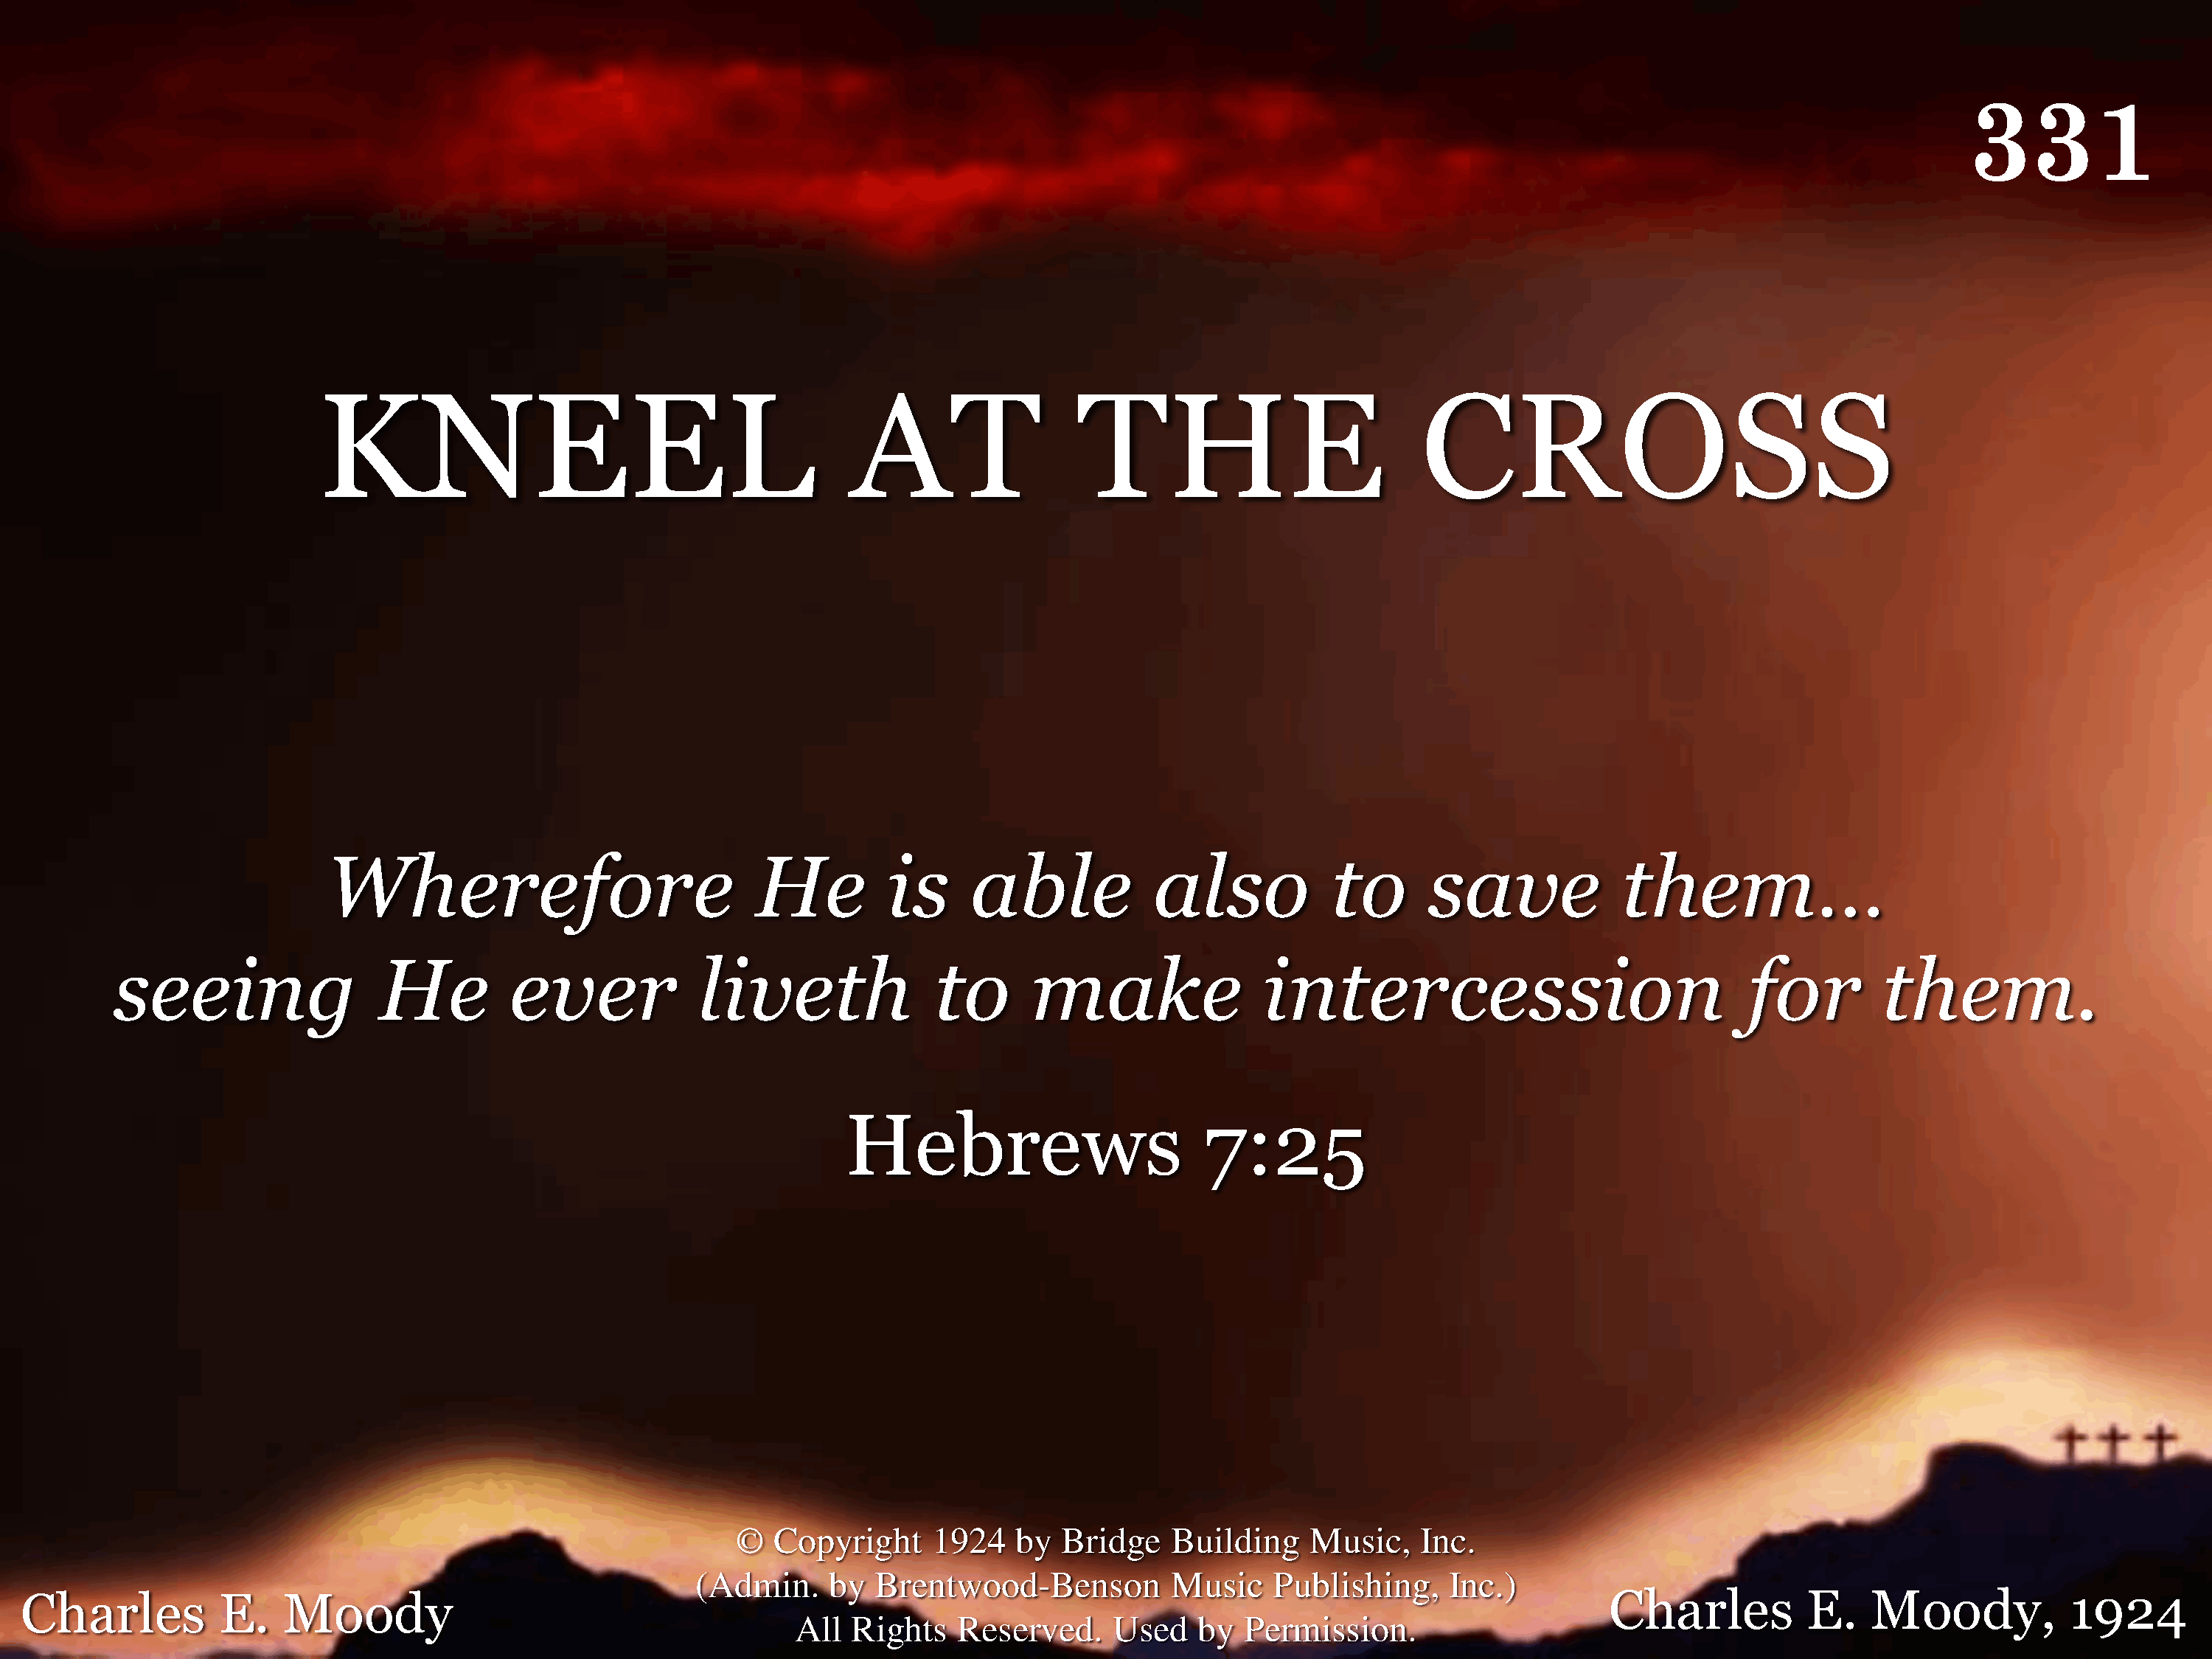 331
KNEEL AT THE CROSS
Wherefore He is able also to save them...
seeing He ever liveth to make intercession for them.
Hebrews 7:25
© Copyright 1924 by Bridge Building Music, Inc.
(Admin. by Brentwood-Benson Music Publishing, Inc.)
All Rights Reserved. Used by Permission.
Charles E. Moody
Charles E. Moody, 1924